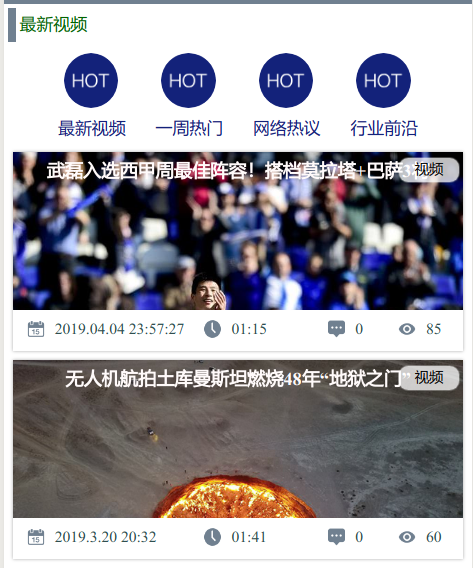 最新视频
HOT HOT HOT HOT
最新视频 一周热门 网络热议 行业前沿
武磊入选西甲周最佳阵容！搭档莫拉塔+巴萨3 视频
15 2019.04.04 23:57:27 01:15 0 85
无人机航拍土库曼斯坦燃烧48年“地狱之门” 视频
15 2019.3.20 20:32 01:41 0 60